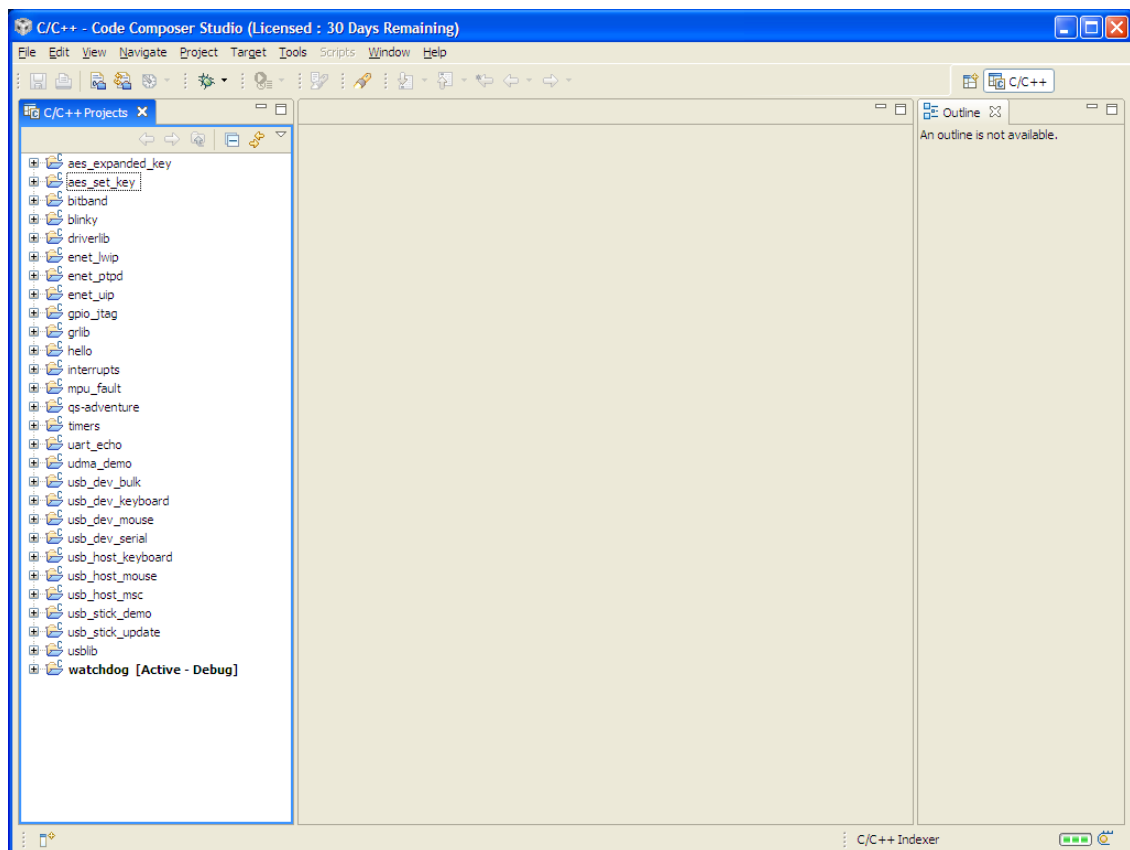 C/C++ - Code Composer Studio (Licensed : 30 Days Remaining)
File Edit View Navigate Project Target Tools Scripts Window Help
C/C++
C/C++ Projects
Outline
An outline is not available.
aes_expanded_key
aes_set_key
bitband
blinky
driverlib
enet_lwip
enet_ptpd
enet_uip
gpio_jtag
grlib
hello
interrupts
mpu_fault
qs-adventure
timers
uart_echo
udma_demo
usb_dev_bulk
usb_dev_keyboard
usb_dev_mouse
usb_dev_serial
usb_host_keyboard
usb_host_mouse
usb_host_msc
usb_stick_demo
usb_stick_update
usblib
watchdog [Active - Debug]
C/C++ Indexer